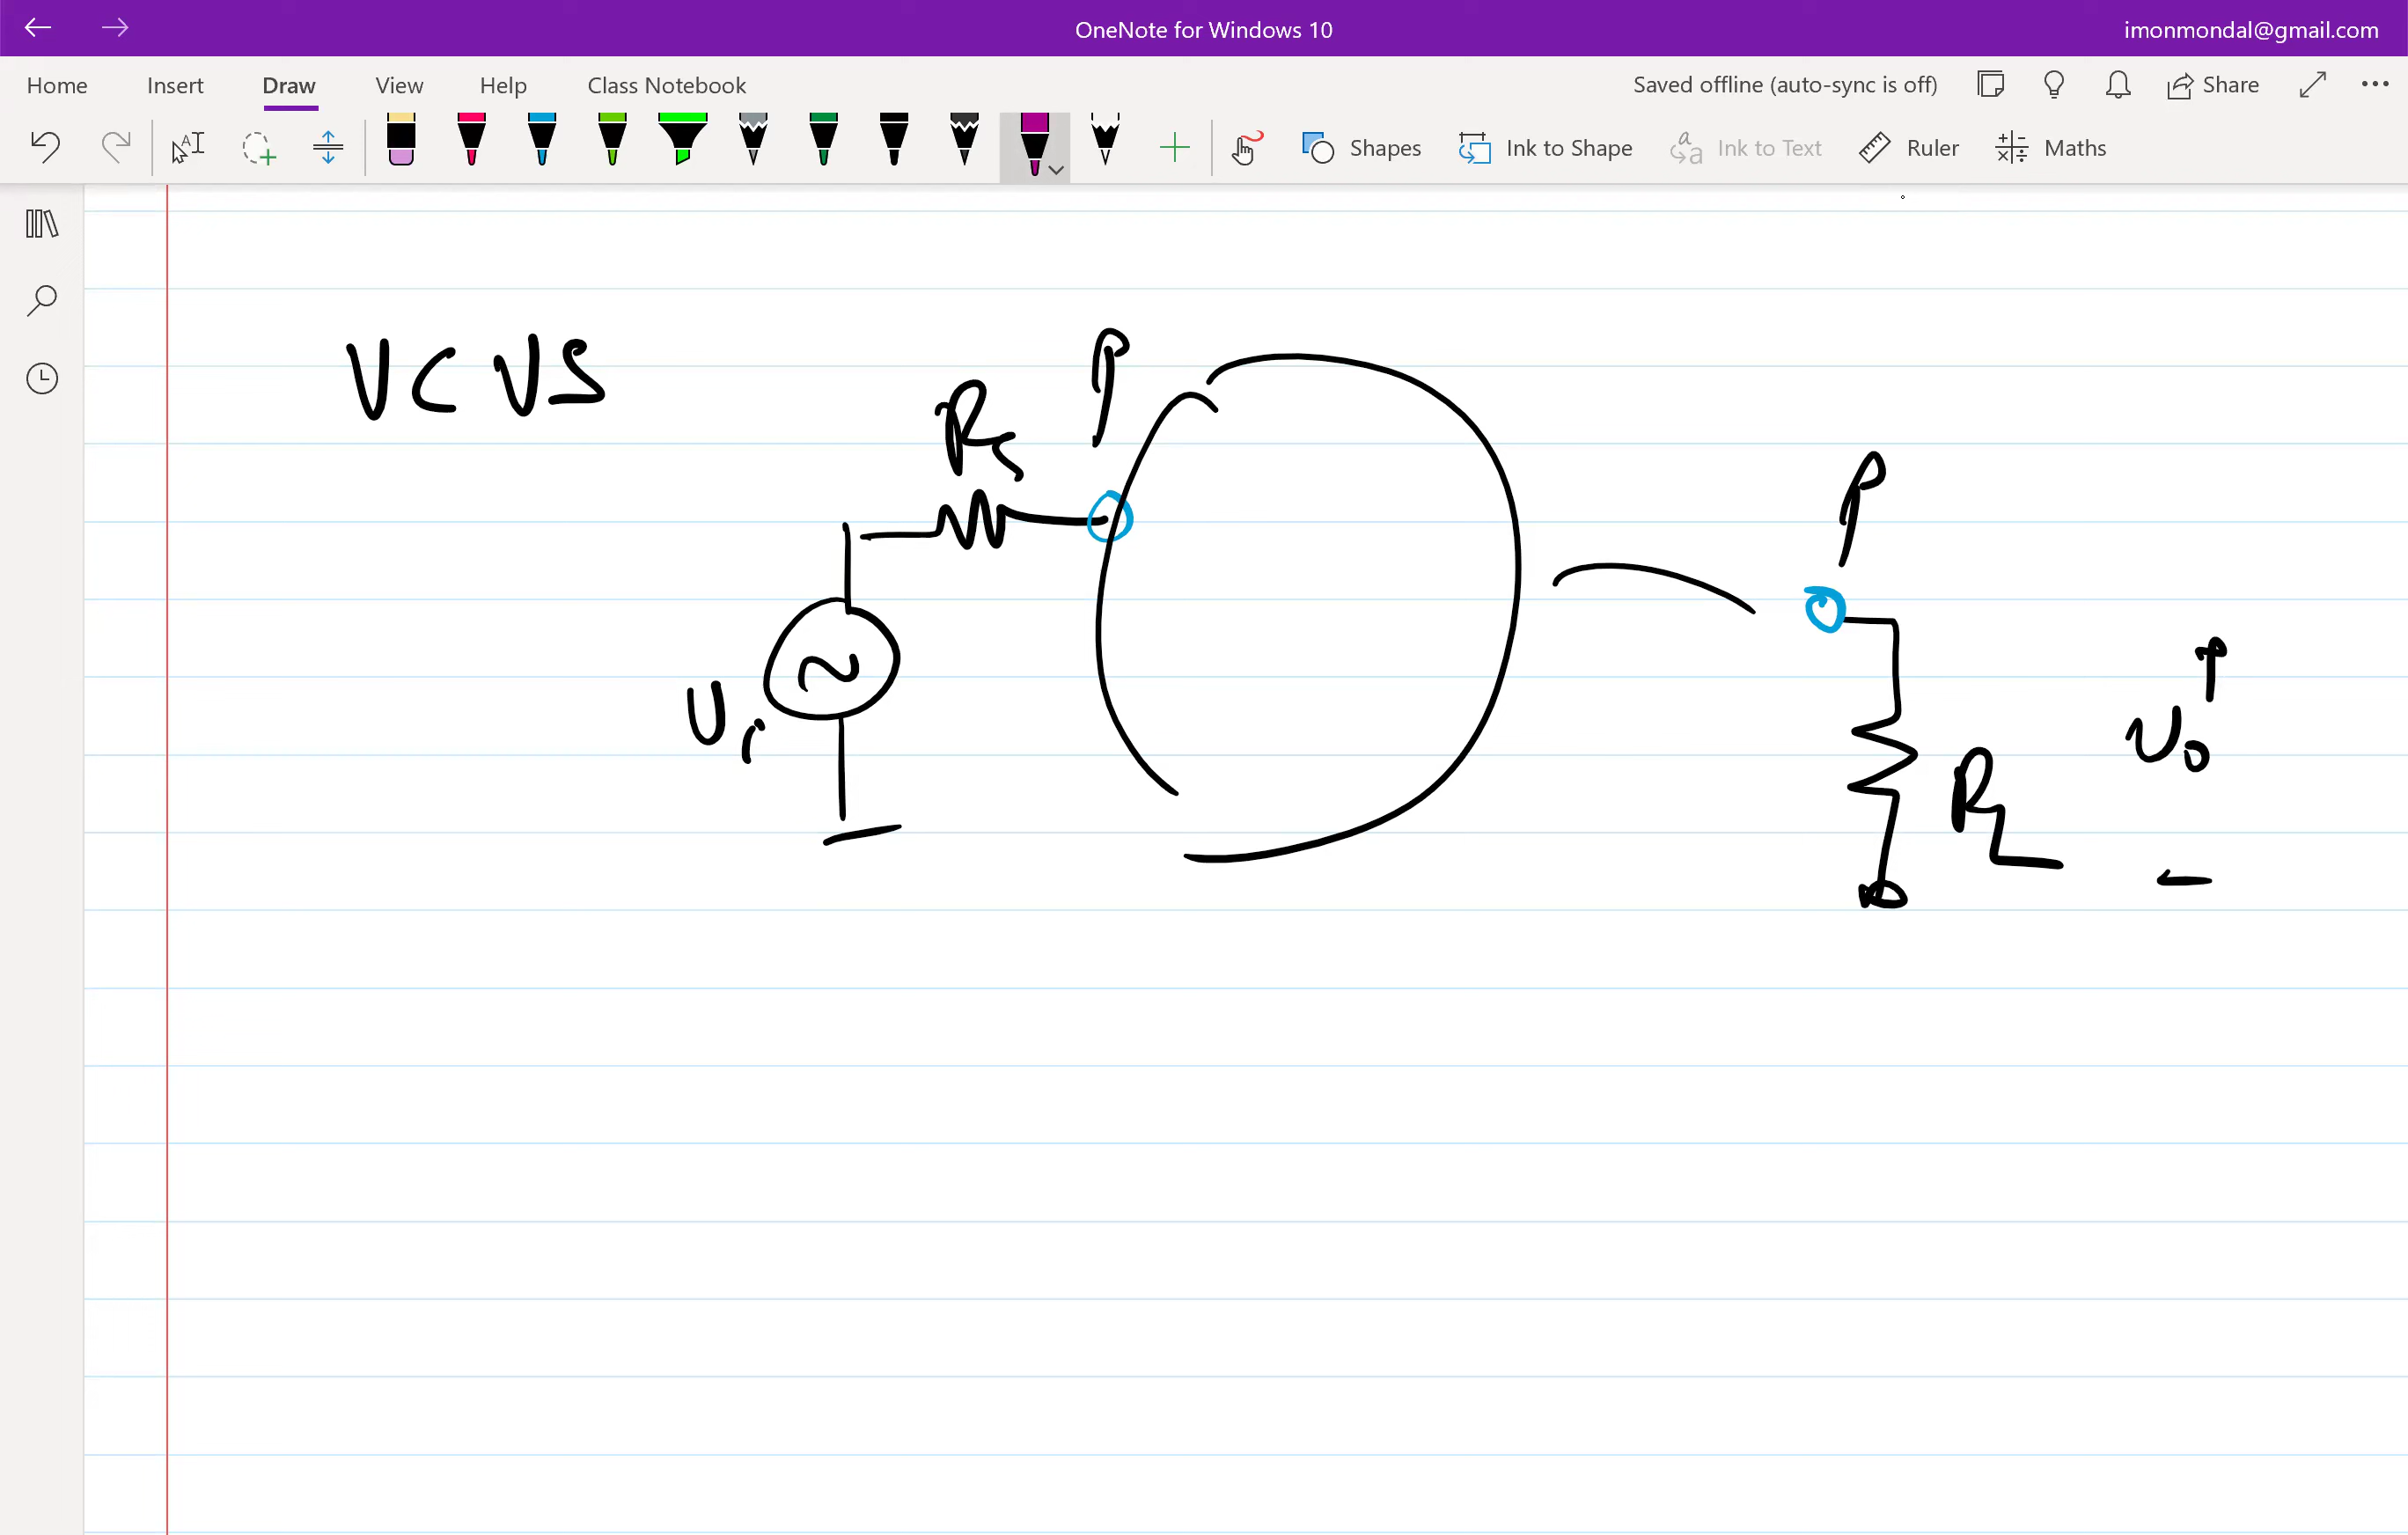 OneNote for Windows 10
imonmondal@gmail.com
Home Insert Draw View Help Class Notebook
Saved offline (auto-sync is off) Share
Shapes Ink to Shape Ink to Text Ruler Maths
VCVS
P
Rs
P
Vi
vo
RL